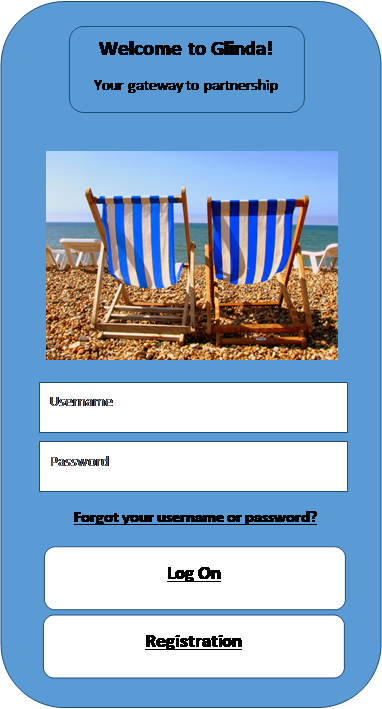 Welcome to Glinda!
Your gateway to partnership
Username
Password
Forgot your username or password?
Log On
Registration